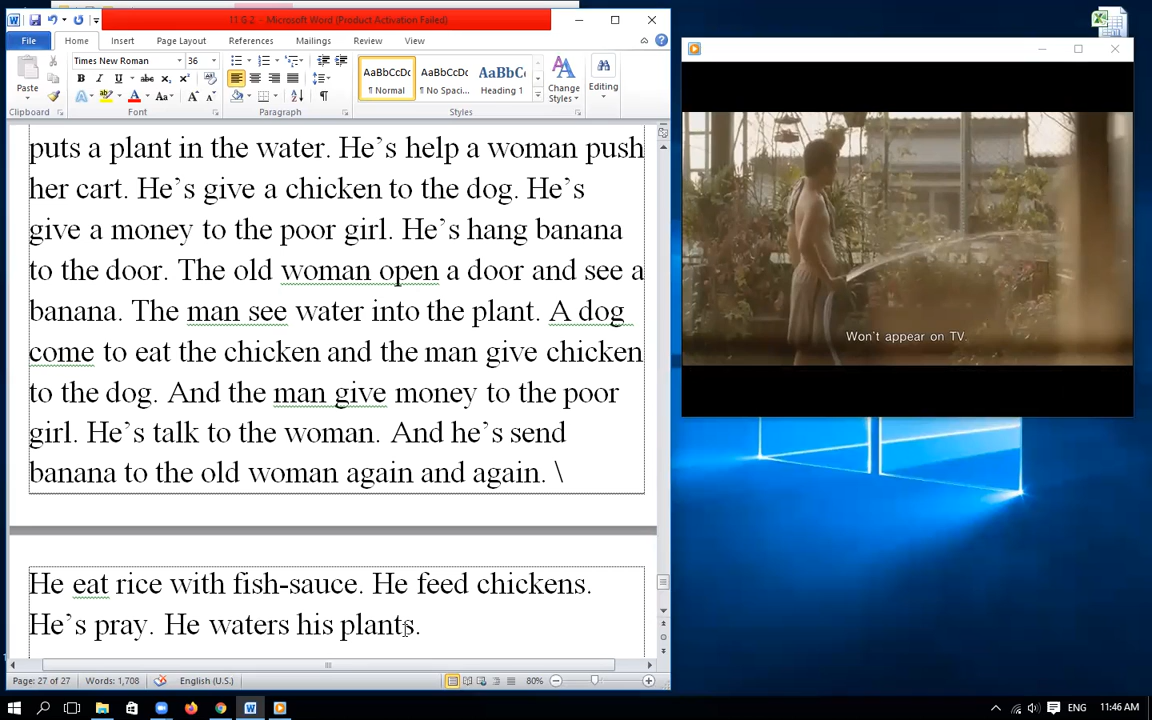 11 G 2 - Microsoft Word (Product Activation Failed)
File Home Insert Page Layout References Mailings Review View
Times New Roman 36
AaBbCcDc AaBbCcDc AaBbC
¶ Normal ¶ No Spaci... Heading 1
Paste Change Styles Editing
Clipboard Font Paragraph Styles
puts a plant in the water. He’s help a woman push
her cart. He’s give a chicken to the dog. He’s
give a money to the poor girl. He’s hang banana
to the door. The old woman open a door and see a
banana. The man see water into the plant. A dog
come to eat the chicken and the man give chicken
to the dog. And the man give money to the poor
girl. He’s talk to the woman. And he’s send
banana to the old woman again and again. \
He eat rice with fish-sauce. He feed chickens.
He’s pray. He waters his plants.
Page: 27 of 27 Words: 1,708 English (U.S.) 80%
Won't appear on TV.
ENG 11:46 AM